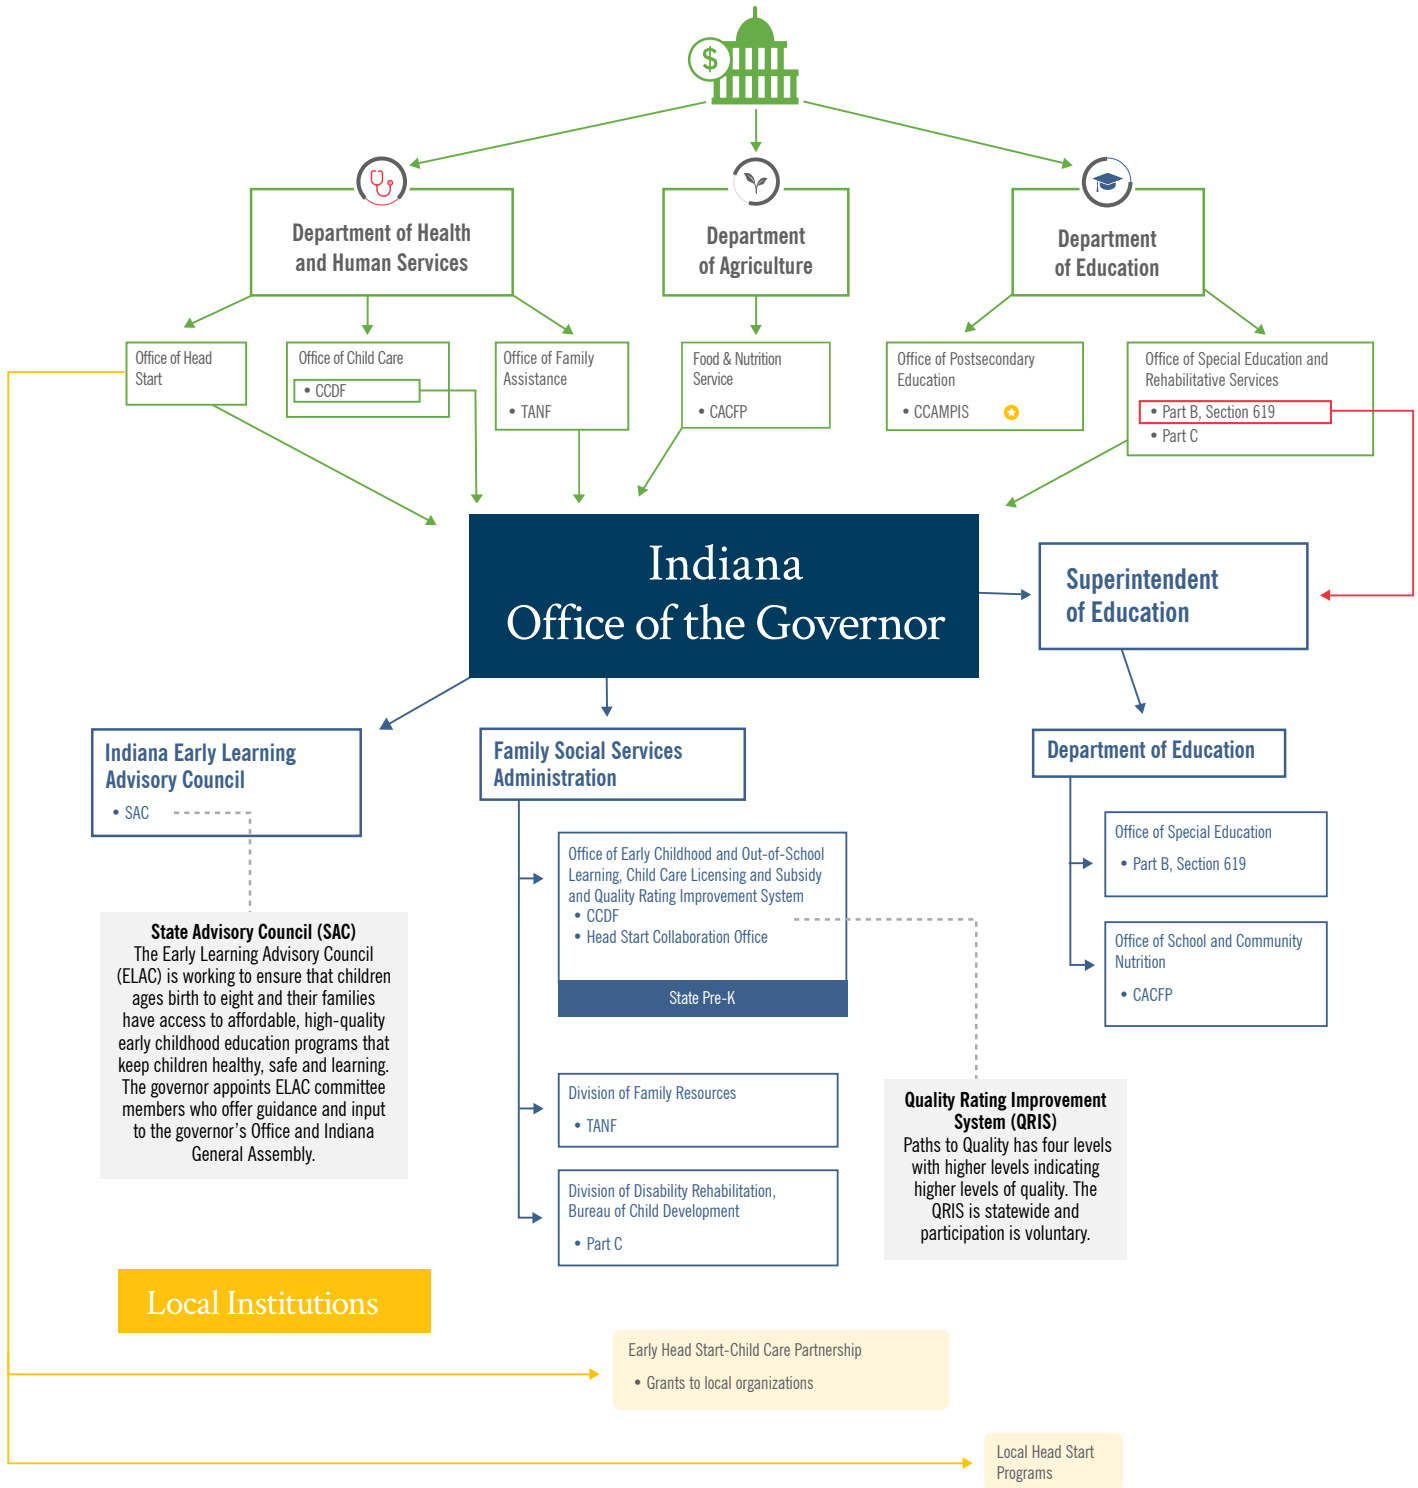 $
Department of Health
and Human Services
Department
of Agriculture
Department
of Education
Office of Head
Start
Office of Child Care
• CCDF
Office of Family
Assistance
• TANF
Food & Nutrition
Service
• CACFP
Office of Postsecondary
Education
• CCAMPIS
Office of Special Education and
Rehabilitative Services
• Part B, Section 619
• Part C
Indiana
Office of the Governor
Superintendent
of Education
Indiana Early Learning
Advisory Council
• SAC
Family Social Services
Administration
Department of Education
Office of Early Childhood and Out-of-School
Learning, Child Care Licensing and Subsidy
and Quality Rating Improvement System
• CCDF
• Head Start Collaboration Office
State Pre-K
Office of Special Education
• Part B, Section 619
Office of School and Community
Nutrition
• CACFP
State Advisory Council (SAC)
The Early Learning Advisory Council
(ELAC) is working to ensure that children
ages birth to eight and their families
have access to affordable, high-quality
early childhood education programs that
keep children healthy, safe and learning.
The governor appoints ELAC committee
members who offer guidance and input
to the governor's Office and Indiana
General Assembly.
Division of Family Resources
• TANF
Division of Disability Rehabilitation,
Bureau of Child Development
• Part C
Quality Rating Improvement
System (QRIS)
Paths to Quality has four levels
with higher levels indicating
higher levels of quality. The
QRIS is statewide and
participation is voluntary.
Local Institutions
Early Head Start-Child Care Partnership
• Grants to local organizations
Local Head Start
Programs